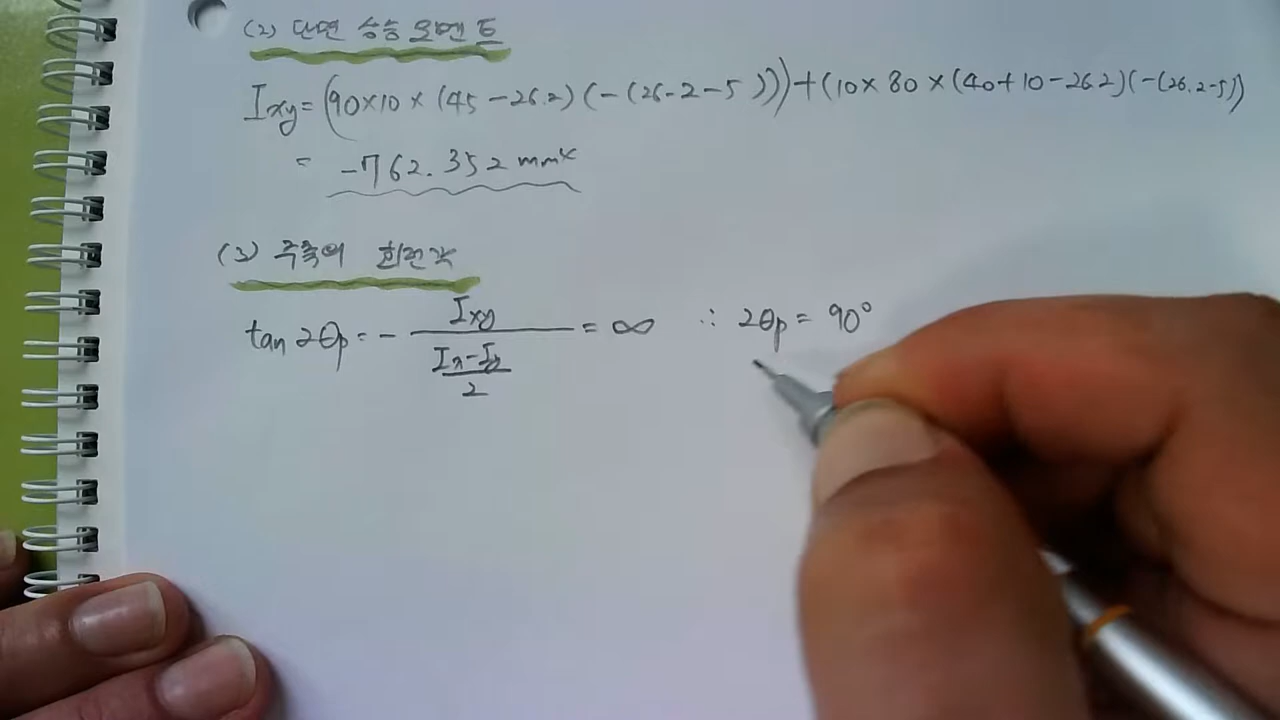 (2) 단면 상승 모멘트
Ixy = (90×10×(45-26.2)(-(26-2-5))) + (10×80×(40+10-26.2)(-(26.2-5))
= -762.352 mm⁴
(3) 주축의 회전각
tan 2θp = - Ixy / ((Ix-Iy)/2) = ∞ ∴ 2θp = 90°